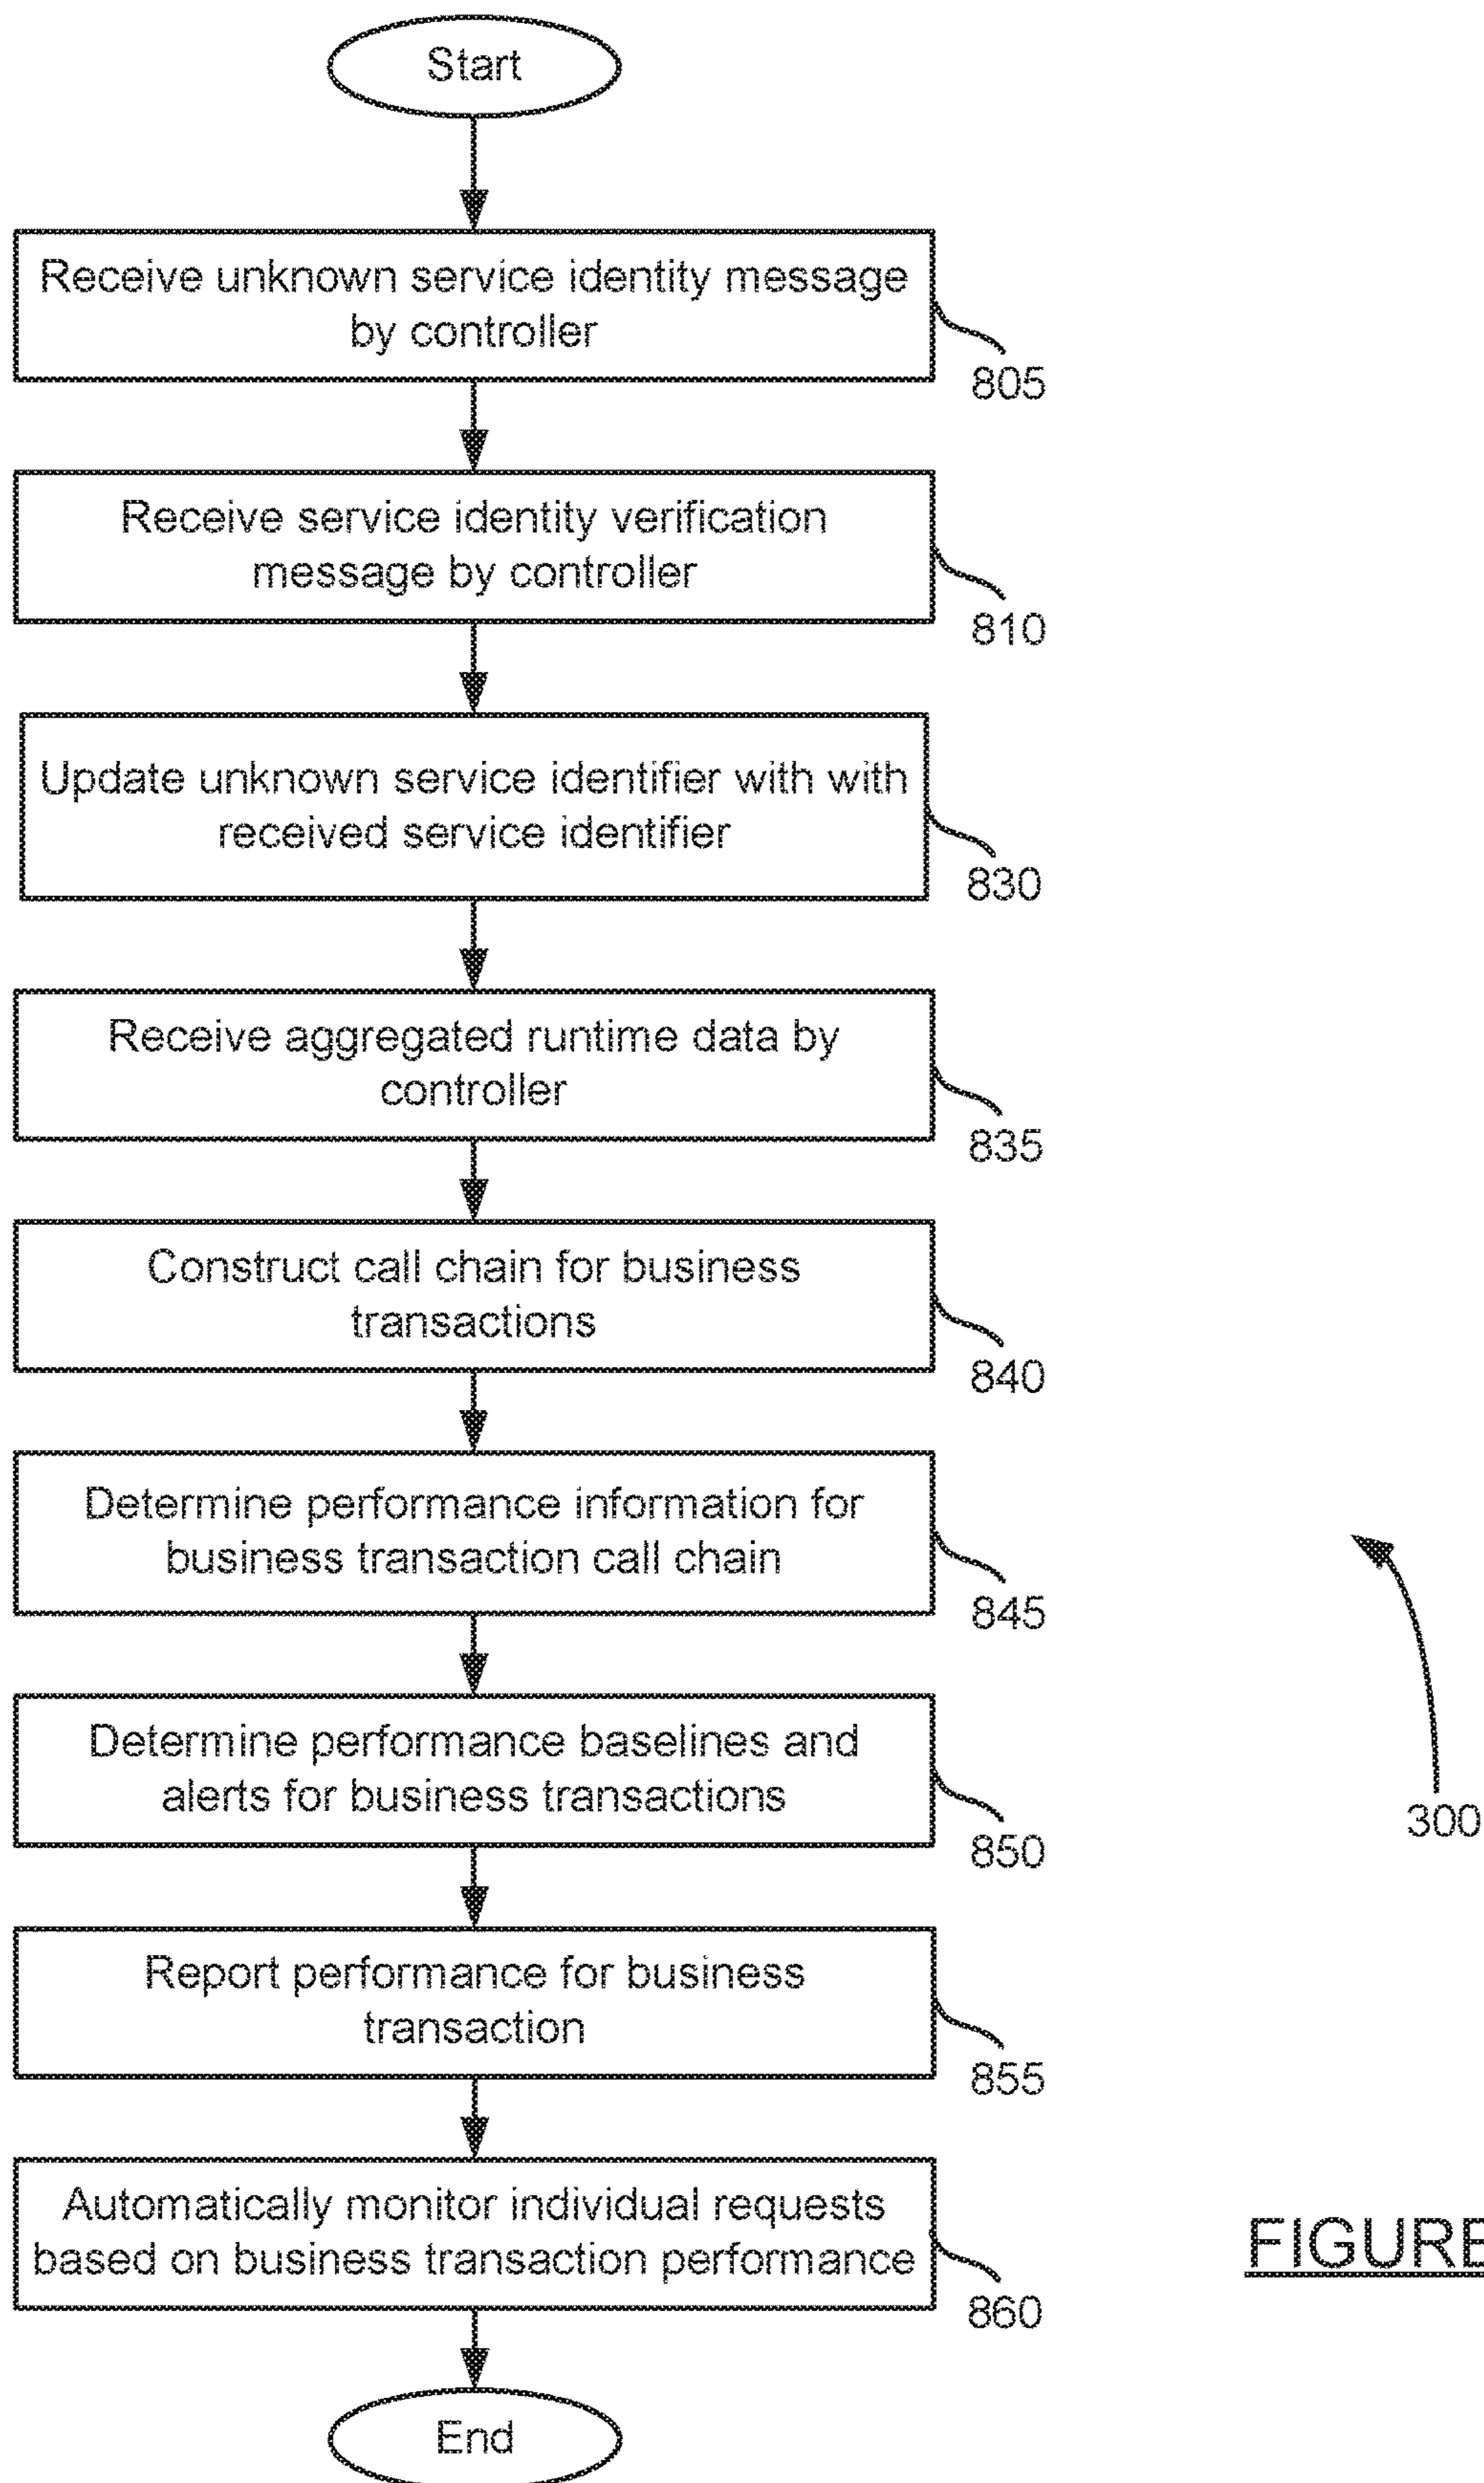 Start
Receive unknown service identity message
by controller
805
Receive service identity verification
message by controller
810
Update unknown service identifier with with
received service identifier
830
Receive aggregated runtime data by
controller
835
Construct call chain for business
transactions
840
Determine performance information for
business transaction call chain
845
300
Determine performance baselines and
alerts for business transactions
850
Report performance for business
transaction
855
Automatically monitor individual requests
based on business transaction performance
860
FIGURE
End